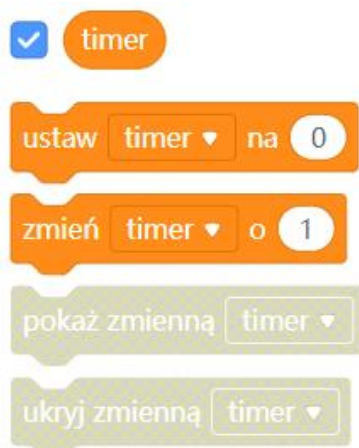 timer
ustaw timer na 0
zmień timer o 1
pokaż zmienną timer
ukryj zmienną timer